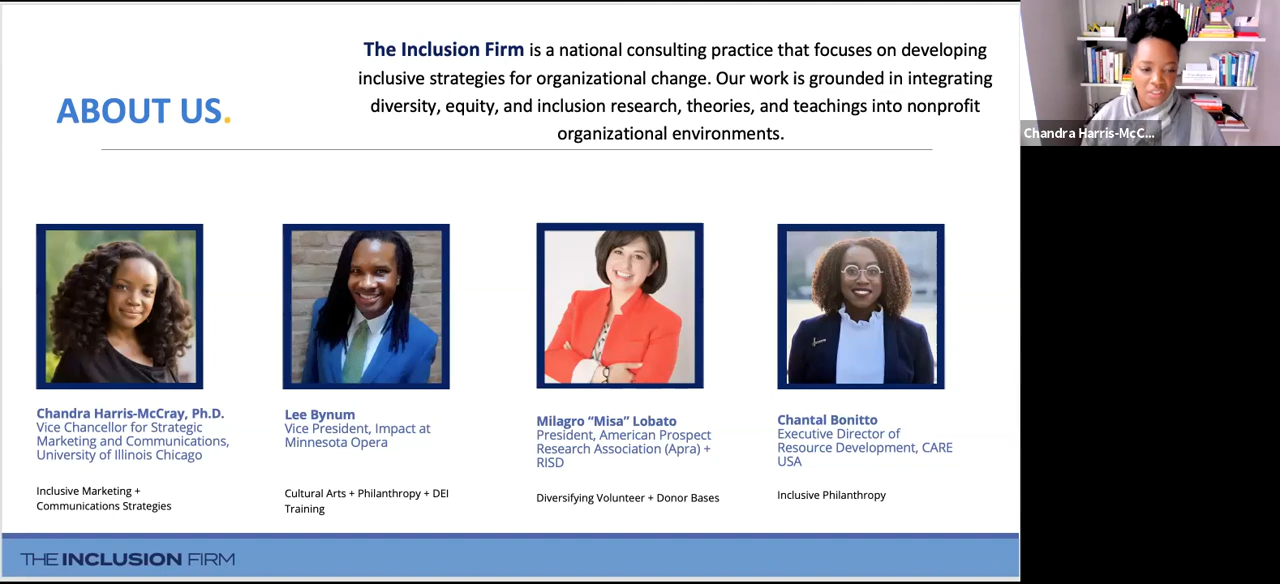 The Inclusion Firm is a national consulting practice that focuses on developing
inclusive strategies for organizational change. Our work is grounded in integrating
diversity, equity, and inclusion research, theories, and teachings into nonprofit
organizational environments.
ABOUT US.
Chandra Harris-McC...
Chandra Harris-McCray, Ph.D.
Vice Chancellor for Strategic
Marketing and Communications,
University of Illinois Chicago
Inclusive Marketing +
Communications Strategies
Lee Bynum
Vice President, Impact at
Minnesota Opera
Cultural Arts + Philanthropy + DEI
Training
Milagro “Misa” Lobato
President, American Prospect
Research Association (Apra) +
RISD
Diversifying Volunteer + Donor Bases
Chantal Bonitto
Executive Director of
Resource Development, CARE
USA
Inclusive Philanthropy
THE INCLUSION FIRM